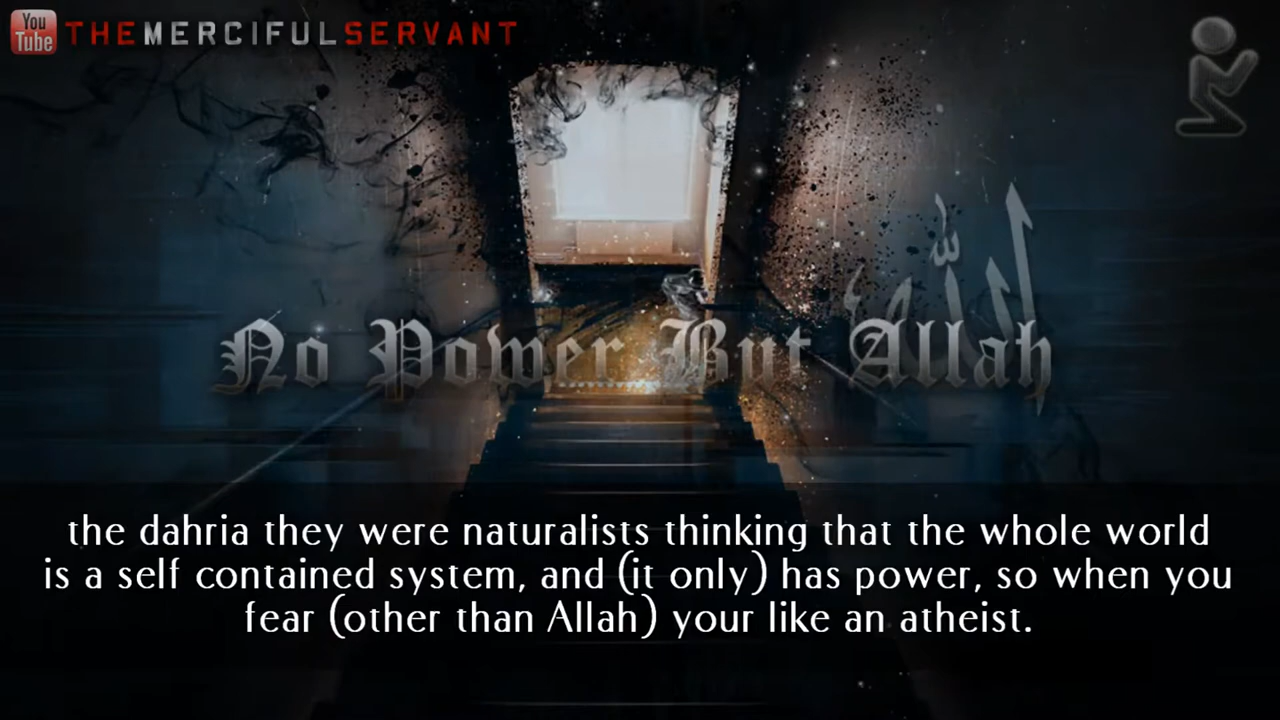 You
Tube
THEMERCIFULSERVANT
الله
No Power But Allah
the dahria they were naturalists thinking that the whole world
is a self contained system, and (it only) has power, so when you
fear (other than Allah) your like an atheist.